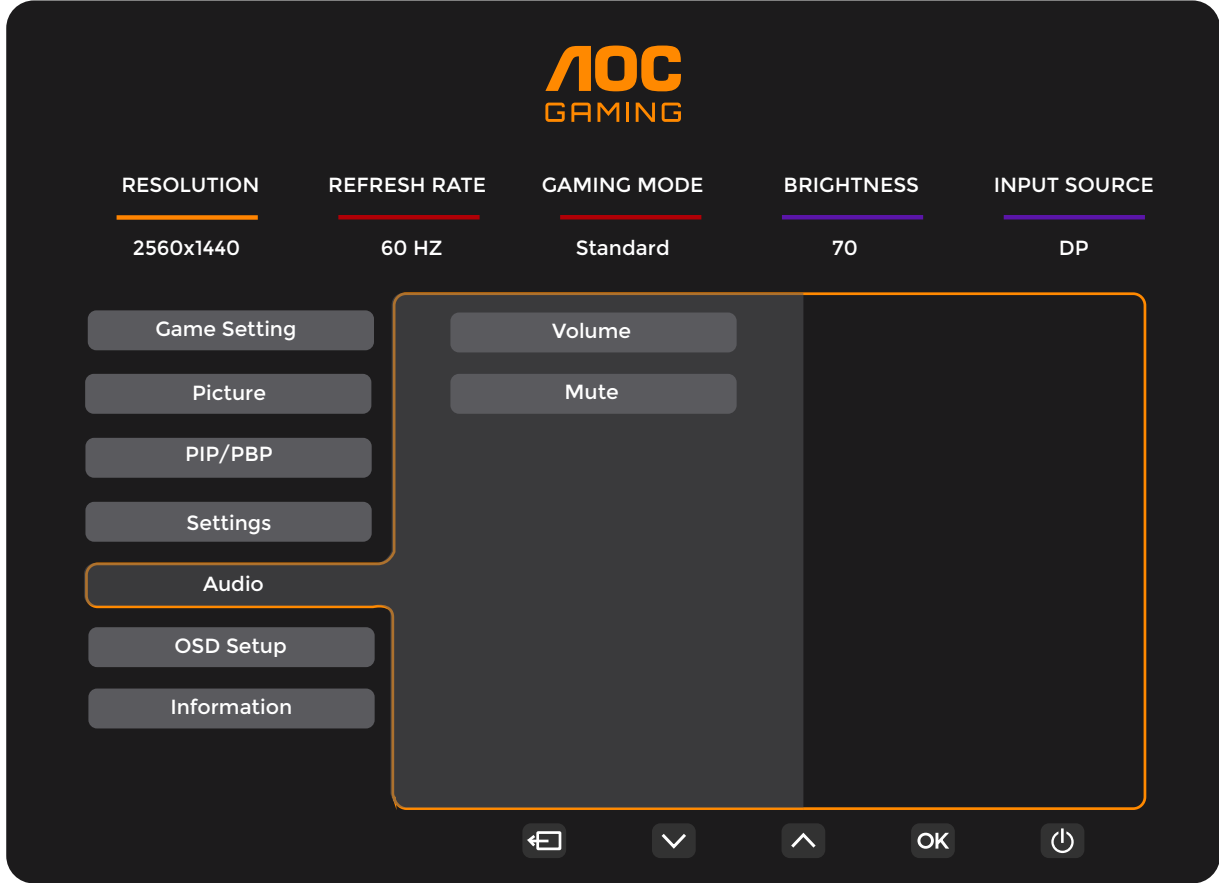 AOC
GAMING
RESOLUTION REFRESH RATE GAMING MODE BRIGHTNESS INPUT SOURCE
2560x1440 60 HZ Standard 70 DP
Game Setting
Picture
PIP/PBP
Settings
Audio
OSD Setup
Information
Volume
Mute
OK